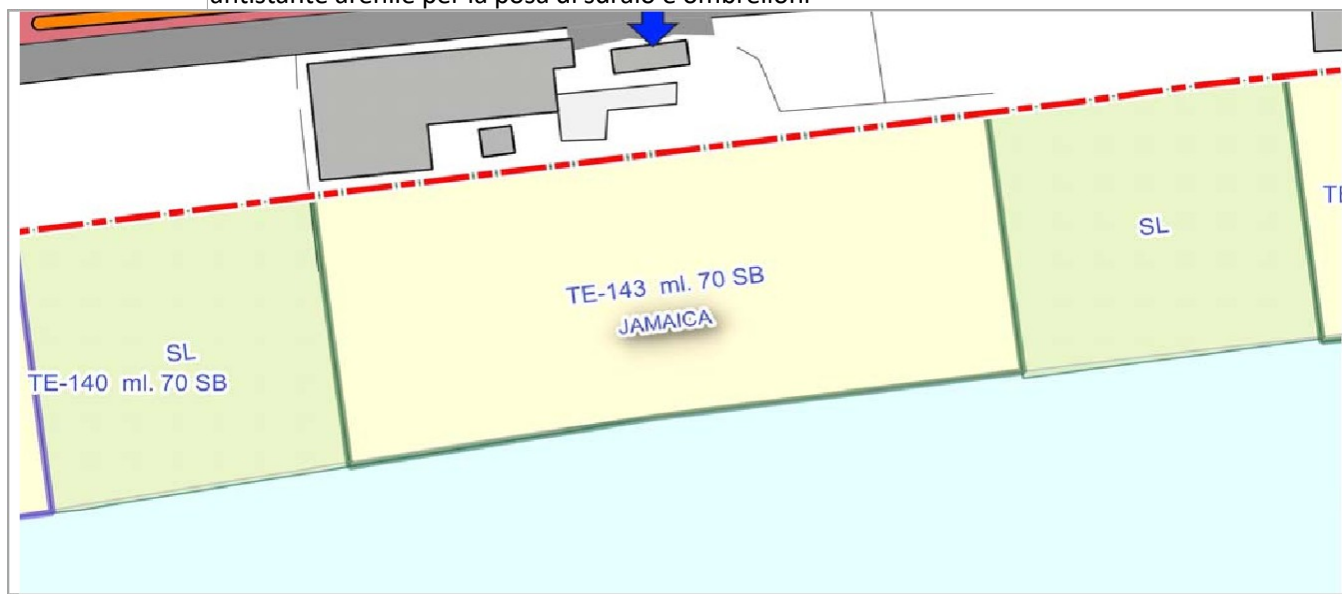 antistante arenile per la posa di sdraio e ombrelloni
SL
TE-143 ml. 70 SB
JAMAICA
SL
TE-140 ml. 70 SB